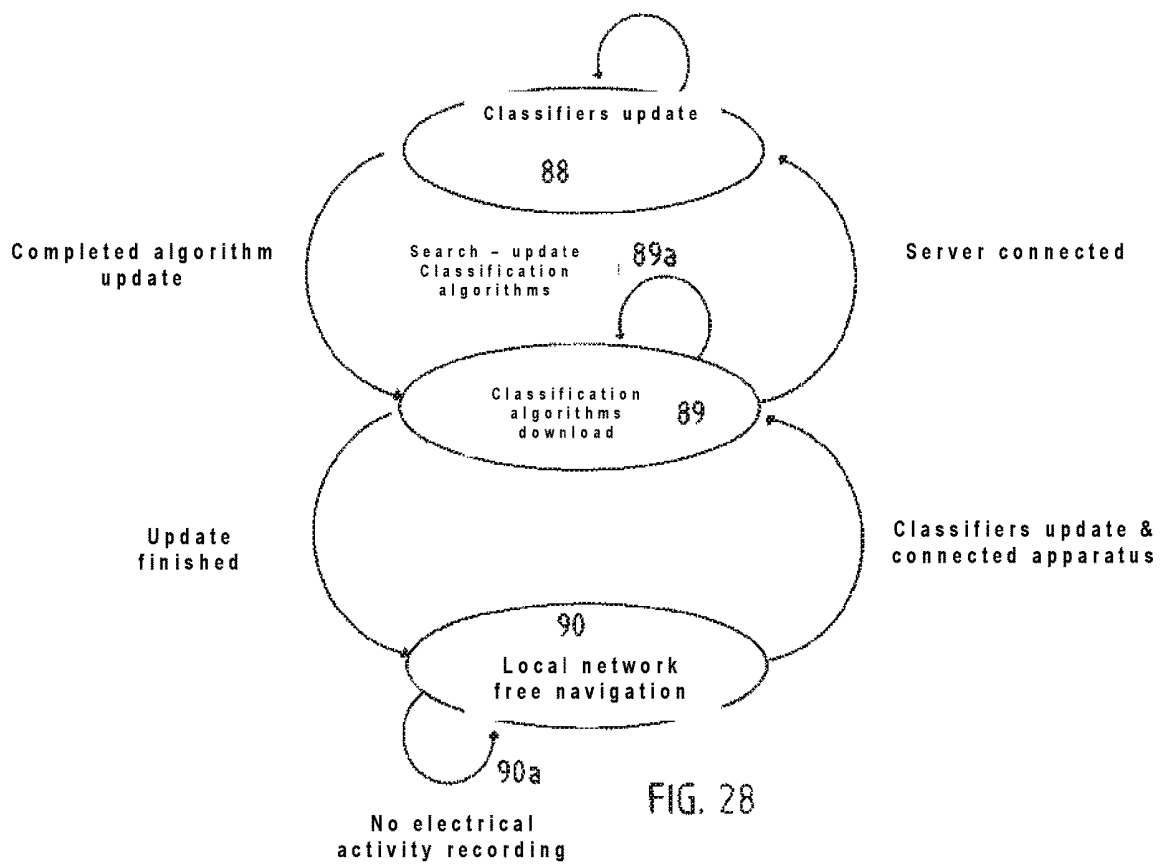 Classifiers update
88
Completed algorithm
update
Search – update
Classification
algorithms
89a
Server connected
Classification
algorithms
download
89
Update
finished
Classifiers update &
connected apparatus
90
Local network
free navigation
90a
No electrical
activity recording
FIG. 28